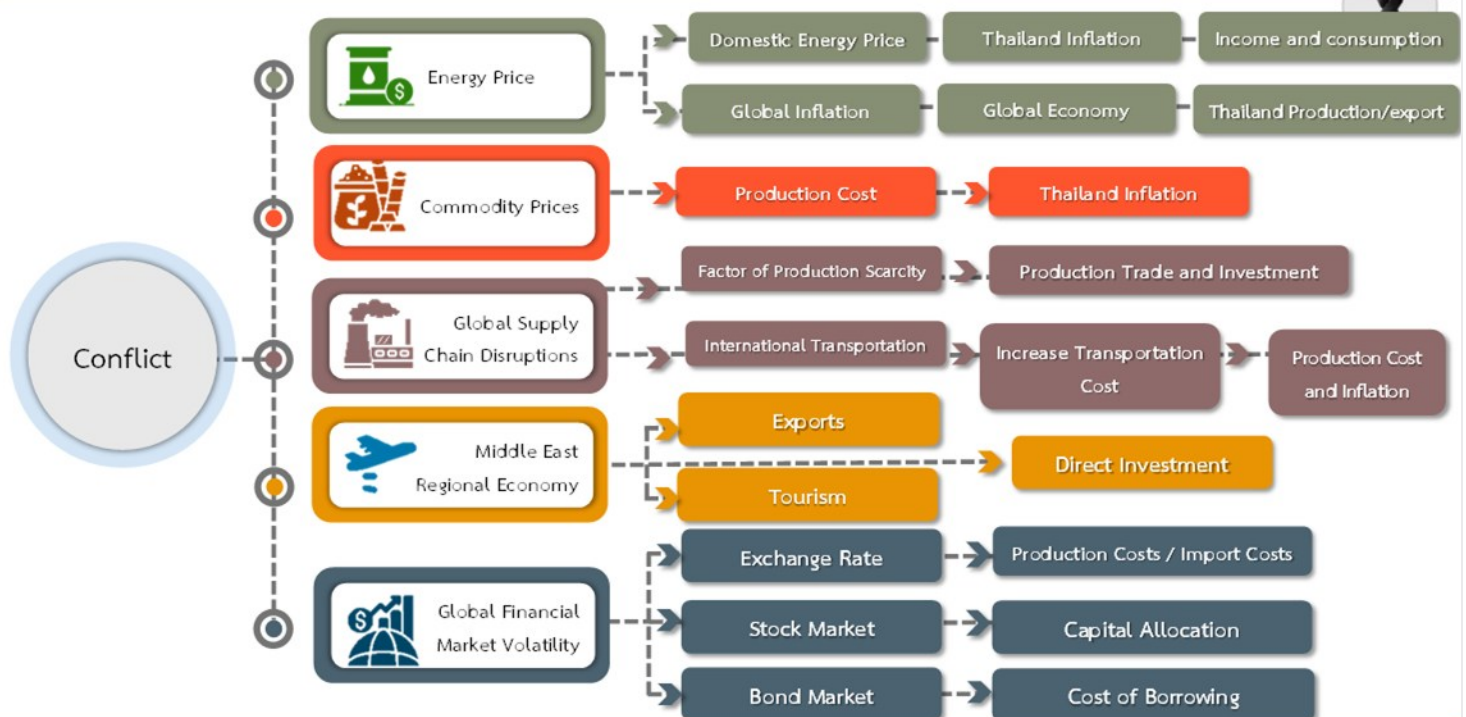 Conflict
Energy Price
Domestic Energy Price
Thailand Inflation
Income and consumption
Global Inflation
Global Economy
Thailand Production/export
Commodity Prices
Production Cost
Thailand Inflation
Global Supply
Chain Disruptions
Factor of Production Scarcity
Production Trade and Investment
International Transportation
Increase Transportation
Cost
Production Cost
and Inflation
Middle East
Regional Economy
Exports
Direct Investment
Tourism
Global Financial
Market Volatility
Exchange Rate
Production Costs / Import Costs
Stock Market
Capital Allocation
Bond Market
Cost of Borrowing